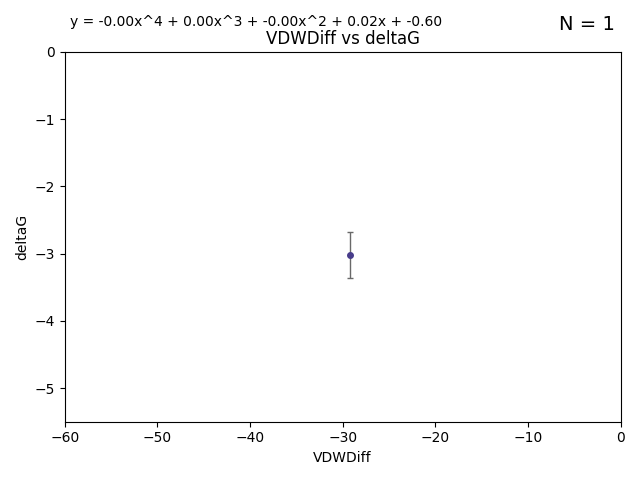 y = -0.00x^4 + 0.00x^3 + -0.00x^2 + 0.02x + -0.60
N = 1
VDWDiff vs deltaG
0
−1
−2
−3
−4
−5
deltaG
−60 −50 −40 −30 −20 −10 0
VDWDiff